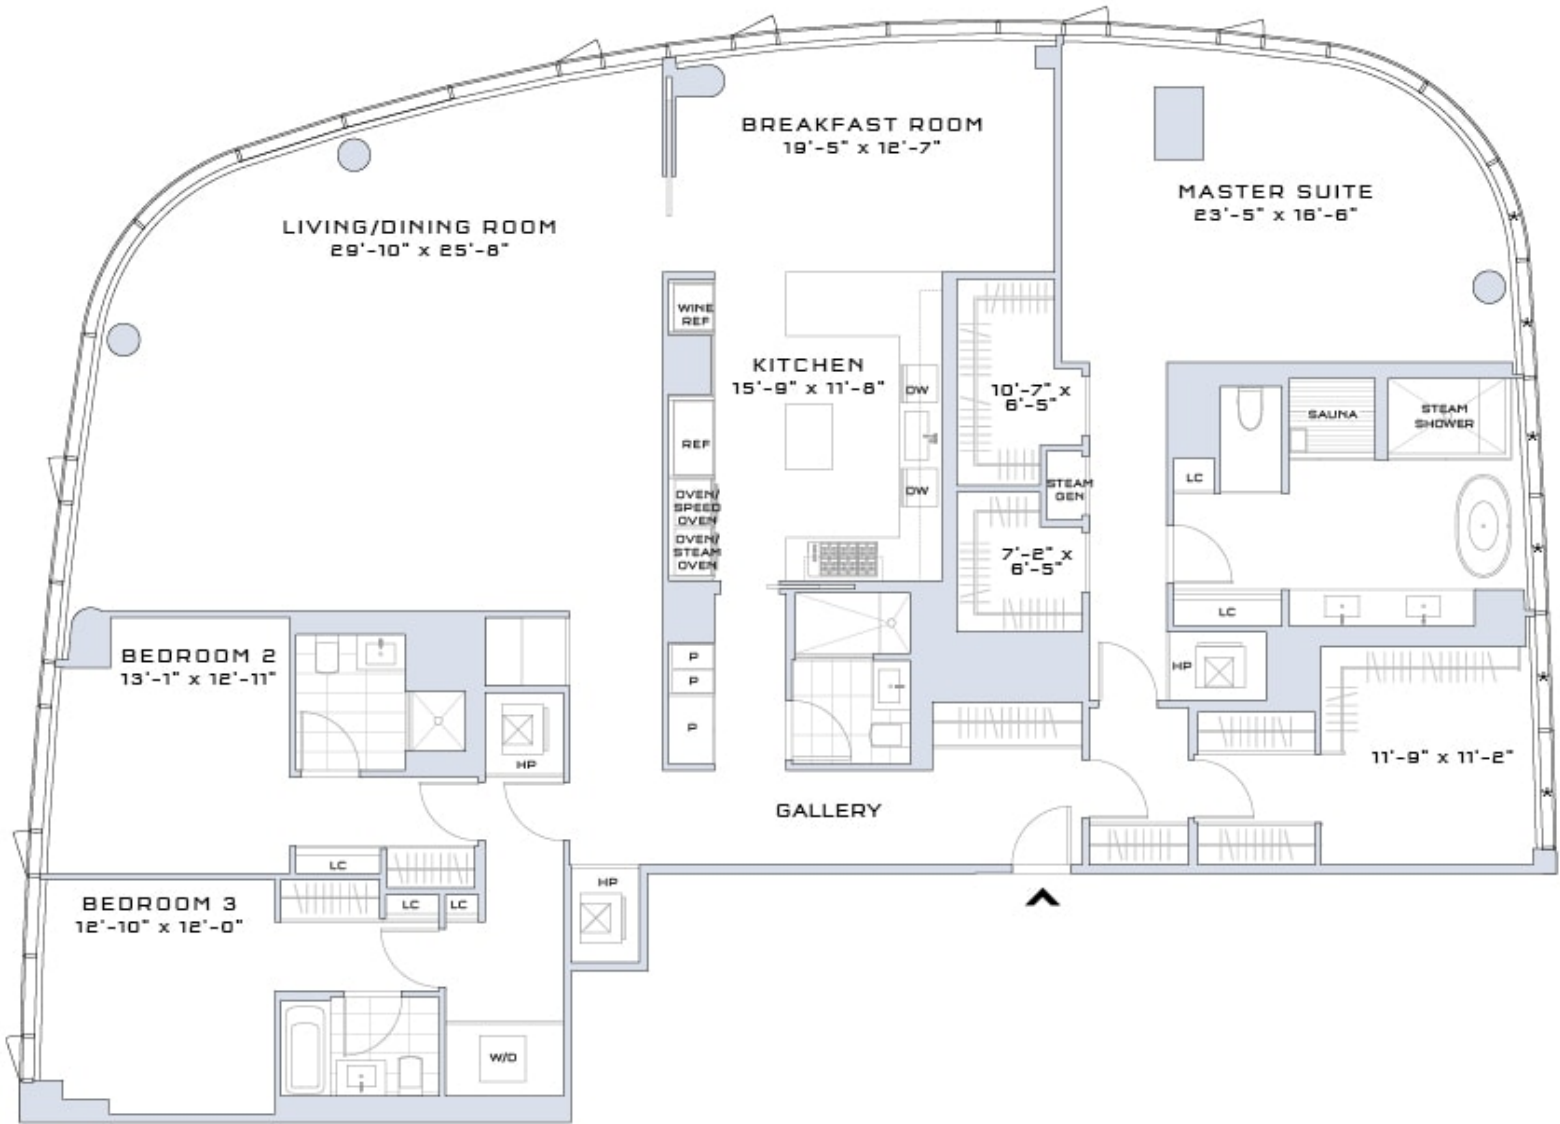 BREAKFAST ROOM
19'-5" x 12'-7"
MASTER SUITE
23'-5" x 16'-6"
LIVING/DINING ROOM
29'-10" x 25'-8"
WINE
REF
KITCHEN
15'-9" x 11'-8"
DW
10'-7" x
6'-5"
SAUNA
STEAM
SHOWER
REF
LC
STEAM
GEN
DW
OVEN/
SPEED
OVEN
OVEN/
STEAM
OVEN
7'-2" x
6'-5"
LC
BEDROOM 2
13'-1" x 12'-11"
P
P
P
HP
HP
11'-9" x 11'-2"
GALLERY
LC
HP
BEDROOM 3
12'-10" x 12'-0"
LC
LC
W/D